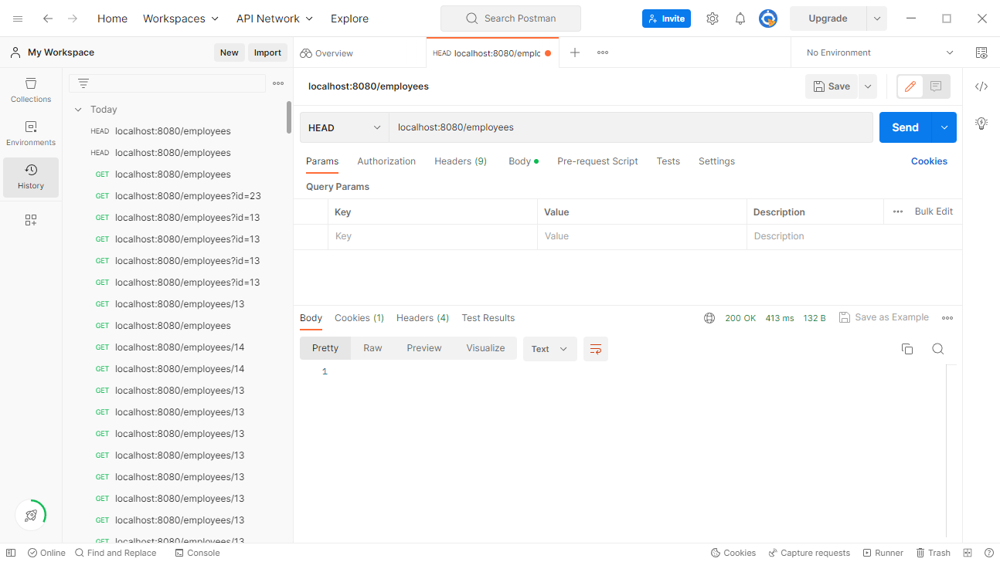 Home Workspaces API Network Explore Search Postman Invite Upgrade
My Workspace New Import Overview HEAD localhost:8080/emplc No Environment
Collections
Environments
History
Today
HEAD localhost:8080/employees
HEAD localhost:8080/employees
GET localhost:8080/employees
GET localhost:8080/employees?id=23
GET localhost:8080/employees?id=13
GET localhost:8080/employees?id=13
GET localhost:8080/employees?id=13
GET localhost:8080/employees?id=13
GET localhost:8080/employees/13
GET localhost:8080/employees
GET localhost:8080/employees/14
GET localhost:8080/employees/14
GET localhost:8080/employees/13
GET localhost:8080/employees/13
GET localhost:8080/employees/13
GET localhost:8080/employees/13
GET localhost:8080/employees/13
GET localhost:8080/employees/13
GET localhost:8080/employees/13
GET localhost:8080/employees/13
localhost:8080/employees Save
HEAD localhost:8080/employees Send
Params Authorization Headers (9) Body Pre-request Script Tests Settings Cookies
Query Params
Key Value Description Bulk Edit
Key Value Description
Body Cookies (1) Headers (4) Test Results 200 OK 413 ms 132 B Save as Example
Pretty Raw Preview Visualize Text
1
Online Find and Replace Console Cookies Capture requests Runner Trash